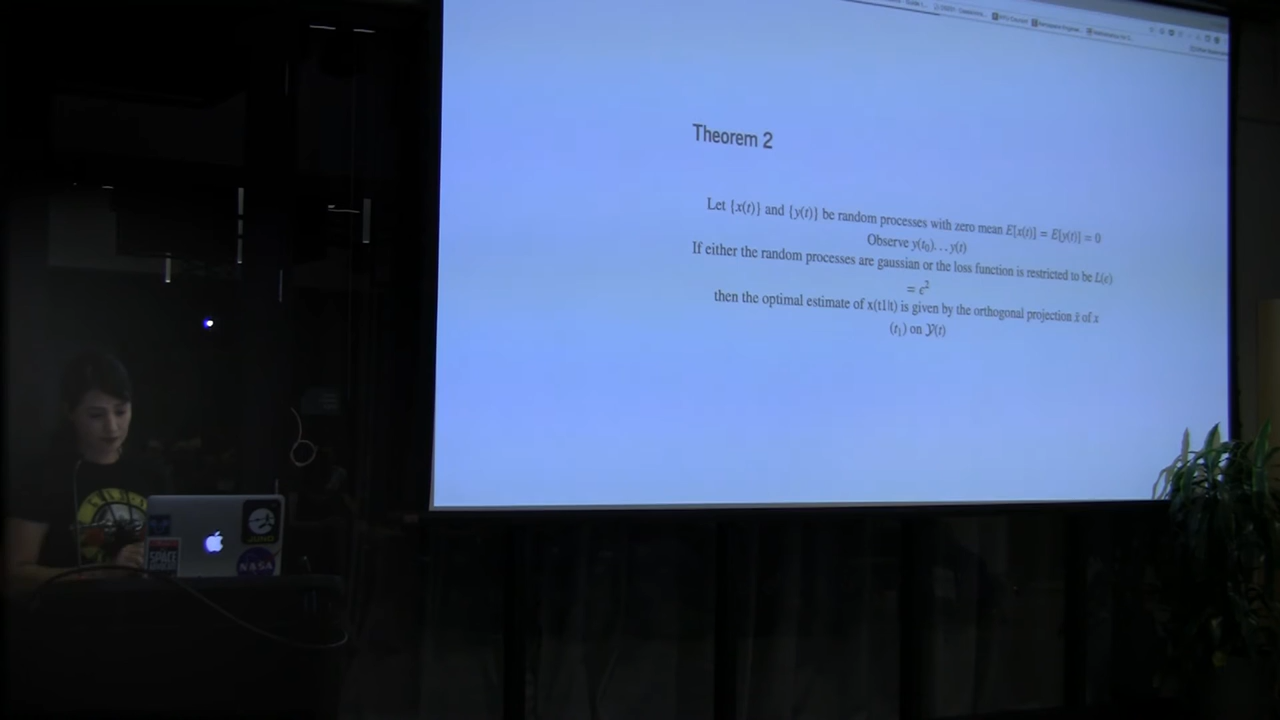 Theorem 2
Let {x(t)} and {y(t)} be random processes with zero mean E[x(t)] = E[y(t)] = 0
Observe y(t₀). . . y(t)
If either the random processes are gaussian or the loss function is restricted to be L(ϵ)
= ϵ²
then the optimal estimate of x(t1|t) is given by the orthogonal projection x̂ of x
(t₁) on 𝒴(t)
JUNO
SPACE
NASA